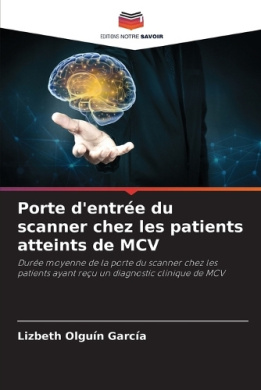 EDITIONS NOTRE SAVOIR
Porte d'entrée du
scanner chez les patients
atteints de MCV
Durée moyenne de la porte du scanner chez les
patients ayant reçu un diagnostic clinique de MCV
Lizbeth Olguín García